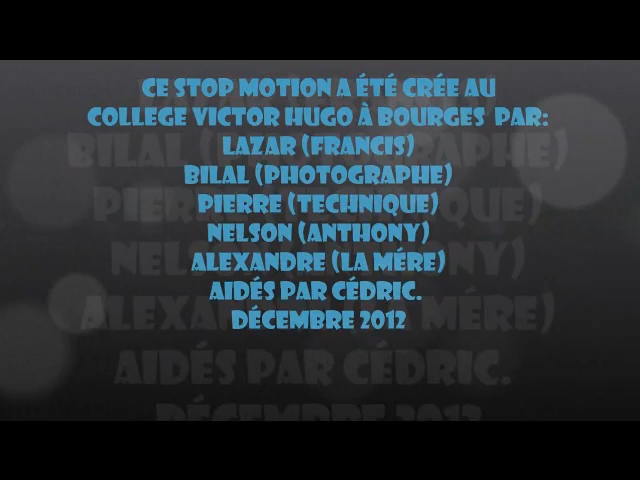 CE STOP MOTION A ÉTÉ CRÉE AU
COLLEGE VICTOR HUGO À BOURGES PAR:
LAZAR (FRANCIS)
BILAL (PHOTOGRAPHE)
PIERRE (TECHNIQUE)
NELSON (ANTHONY)
ALEXANDRE (LA MÉRE)
AIDÉS PAR CÉDRIC.
DÉCEMBRE 2012